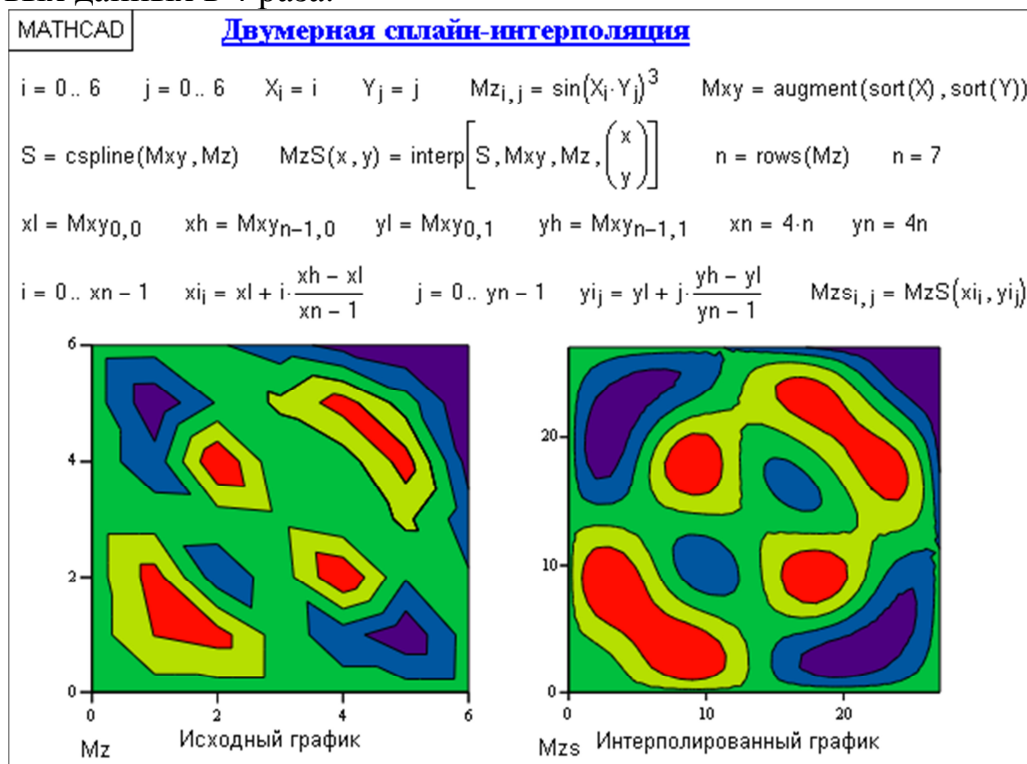 MATHCAD
Двумерная сплайн-интерполяция
i = 0.. 6 j = 0.. 6 Xi = i Yj = j Mzi,j = sin(Xi·Yj)^3 Mxy = augment(sort(X) , sort(Y))
S = cspline(Mxy , Mz) MzS(x , y) = interp[S , Mxy , Mz , (x y)] n = rows(Mz) n = 7
xl = Mxy0,0 xh = Mxyn−1,0 yl = Mxy0,1 yh = Mxyn−1,1 xn = 4·n yn = 4n
i = 0.. xn − 1 xii = xl + i·(xh − xl)/(xn − 1) j = 0.. yn − 1 yij = yl + j·(yh − yl)/(yn − 1) Mzsi,j = MzS(xii , yij)
6
4
2
0
0 2 4 6
Mz
Исходный график
20
10
0
0 10 20
Mzs
Интерполированный график